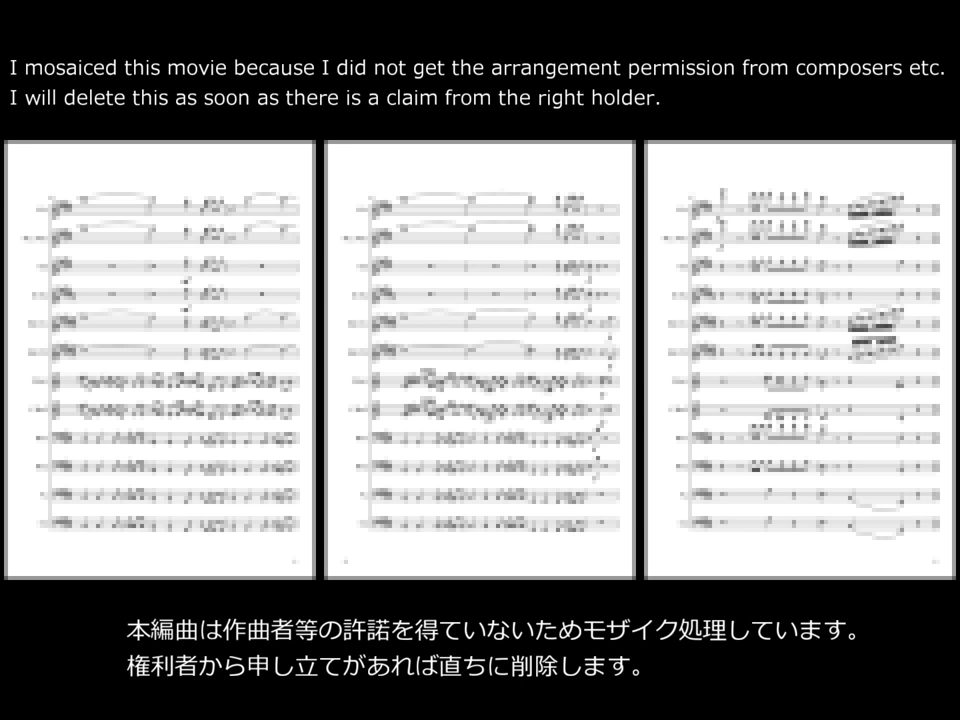 I mosaiced this movie because I did not get the arrangement permission from composers etc.
I will delete this as soon as there is a claim from the right holder.
本編曲は作曲者等の許諾を得ていないためモザイク処理しています。
権利者から申し立てがあれば直ちに削除します。